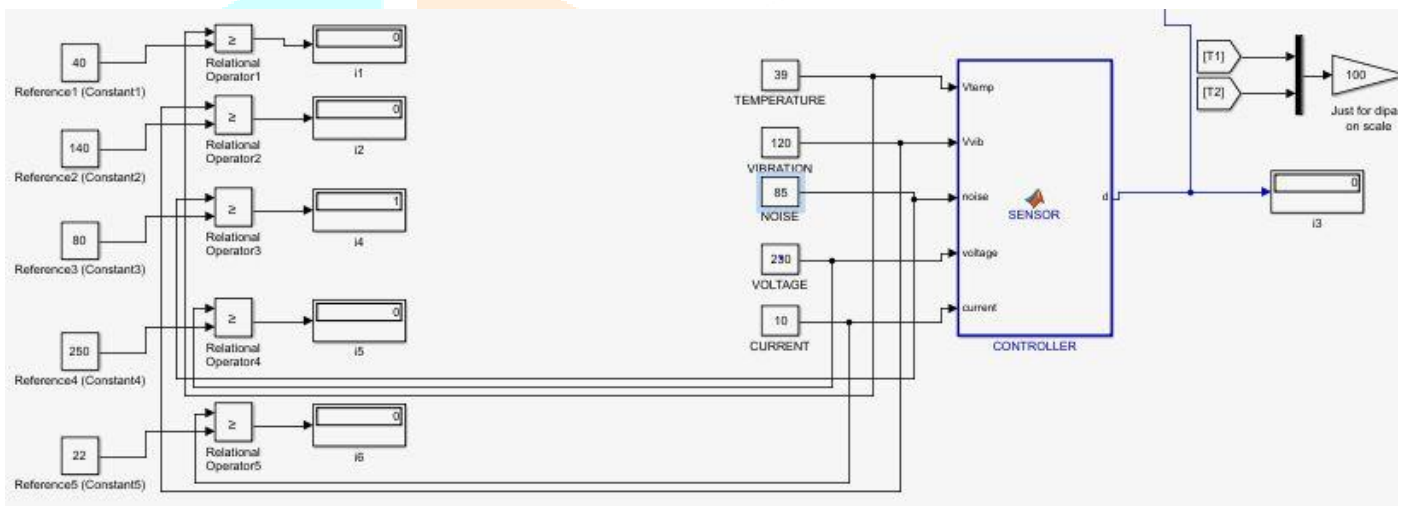 40
Reference1 (Constant1)
≥
Relational
Operator1
0
i1
140
Reference2 (Constant2)
≥
Relational
Operator2
0
i2
80
Reference3 (Constant3)
≥
Relational
Operator3
1
i4
250
Reference4 (Constant4)
≥
Relational
Operator4
0
i5
22
Reference5 (Constant5)
≥
Relational
Operator5
0
i6
39
TEMPERATURE
120
VIBRATION
85
NOISE
VOLTAGE
10
CURRENT
Vtemp
Vvib
noise
voltage
current
SENSOR
d
CONTROLLER
[T1]
[T2]
100
Just for dipa
on scale
0
i3